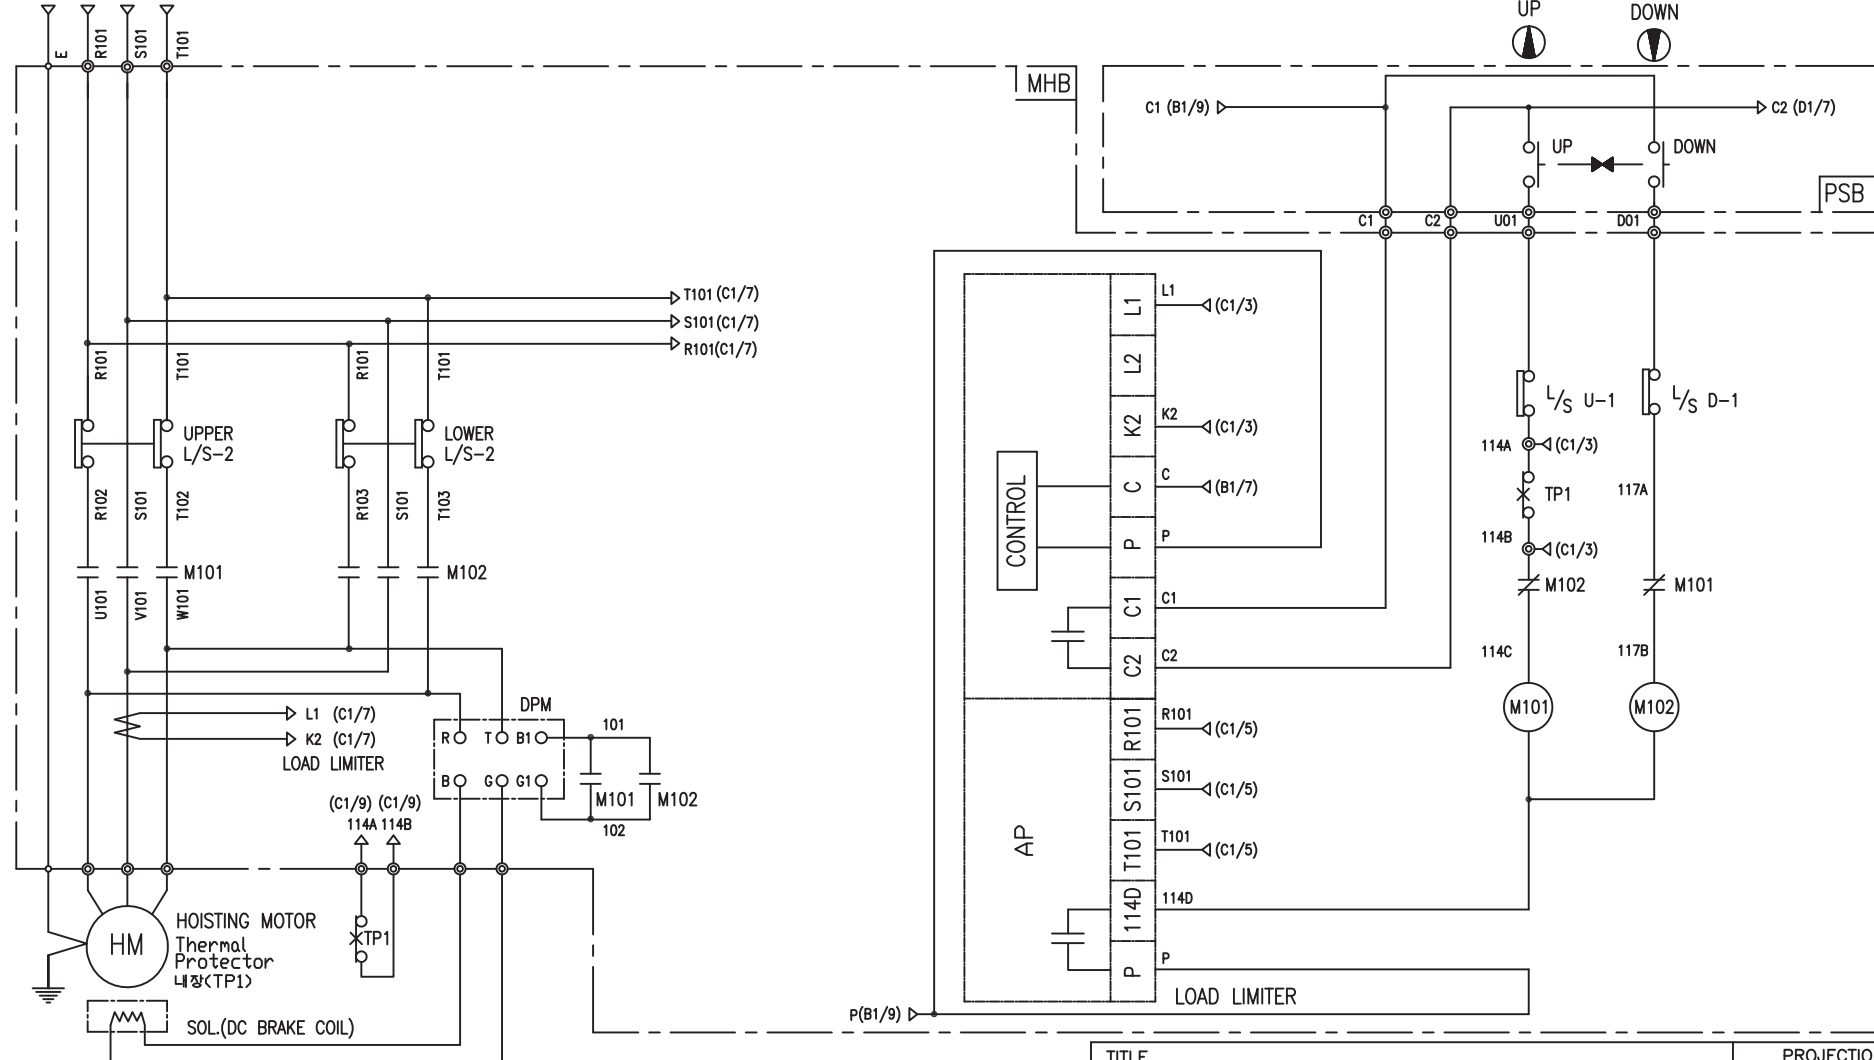 UP
DOWN
E
R101
S101
T101
MHB
C1 (B1/9)
C2 (D1/7)
UP
DOWN
PSB
C1
C2
U01
D01
T101 (C1/7)
S101 (C1/7)
R101(C1/7)
R101
T101
R101
T101
UPPER
L/S-2
LOWER
L/S-2
R102
S101
T102
R103
S101
T103
M101
M102
U101
V101
W101
L1 (C1/7)
K2 (C1/7)
LOAD LIMITER
DPM
R
T
B1
B
G
G1
101
M101
M102
102
(C1/9) (C1/9)
114A 114B
TP1
HM
HOISTING MOTOR
Thermal
Protector
내장(TP1)
SOL.(DC BRAKE COIL)
CONTROL
AP
L1
L1
(C1/3)
L2
K2
K2
(C1/3)
C
C
(B1/7)
P
P
C1
C1
C2
C2
R101
R101
(C1/5)
S101
S101
(C1/5)
T101
T101
(C1/5)
114D
114D
P
P
LOAD LIMITER
P(B1/9)
L/S U-1
L/S D-1
114A
(C1/3)
TP1
117A
114B
(C1/3)
M102
M101
114C
117B
M101
M102
TITLE
PROJECTIO